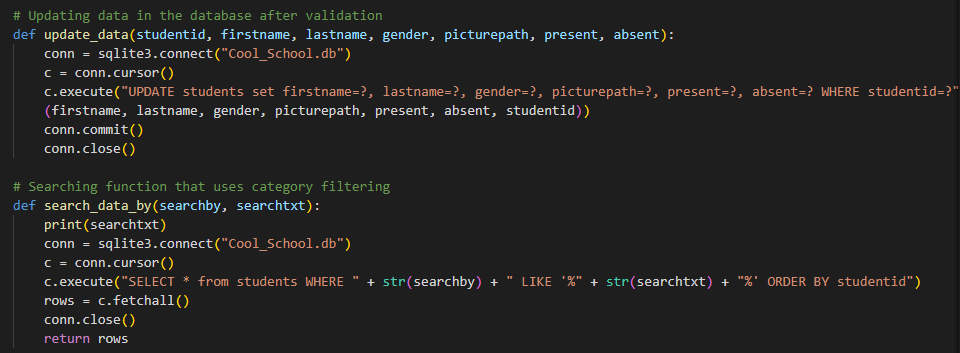 # Updating data in the database after validation
def update_data(studentid, firstname, lastname, gender, picturepath, present, absent):
    conn = sqlite3.connect("Cool_School.db")
    c = conn.cursor()
    c.execute("UPDATE students set firstname=?, lastname=?, gender=?, picturepath=?, present=?, absent=? WHERE studentid=?"
    (firstname, lastname, gender, picturepath, present, absent, studentid))
    conn.commit()
    conn.close()

# Searching function that uses category filtering
def search_data_by(searchby, searchtxt):
    print(searchtxt)
    conn = sqlite3.connect("Cool_School.db")
    c = conn.cursor()
    c.execute("SELECT * from students WHERE " + str(searchby) + " LIKE '%" + str(searchtxt) + "%' ORDER BY studentid")
    rows = c.fetchall()
    conn.close()
    return rows